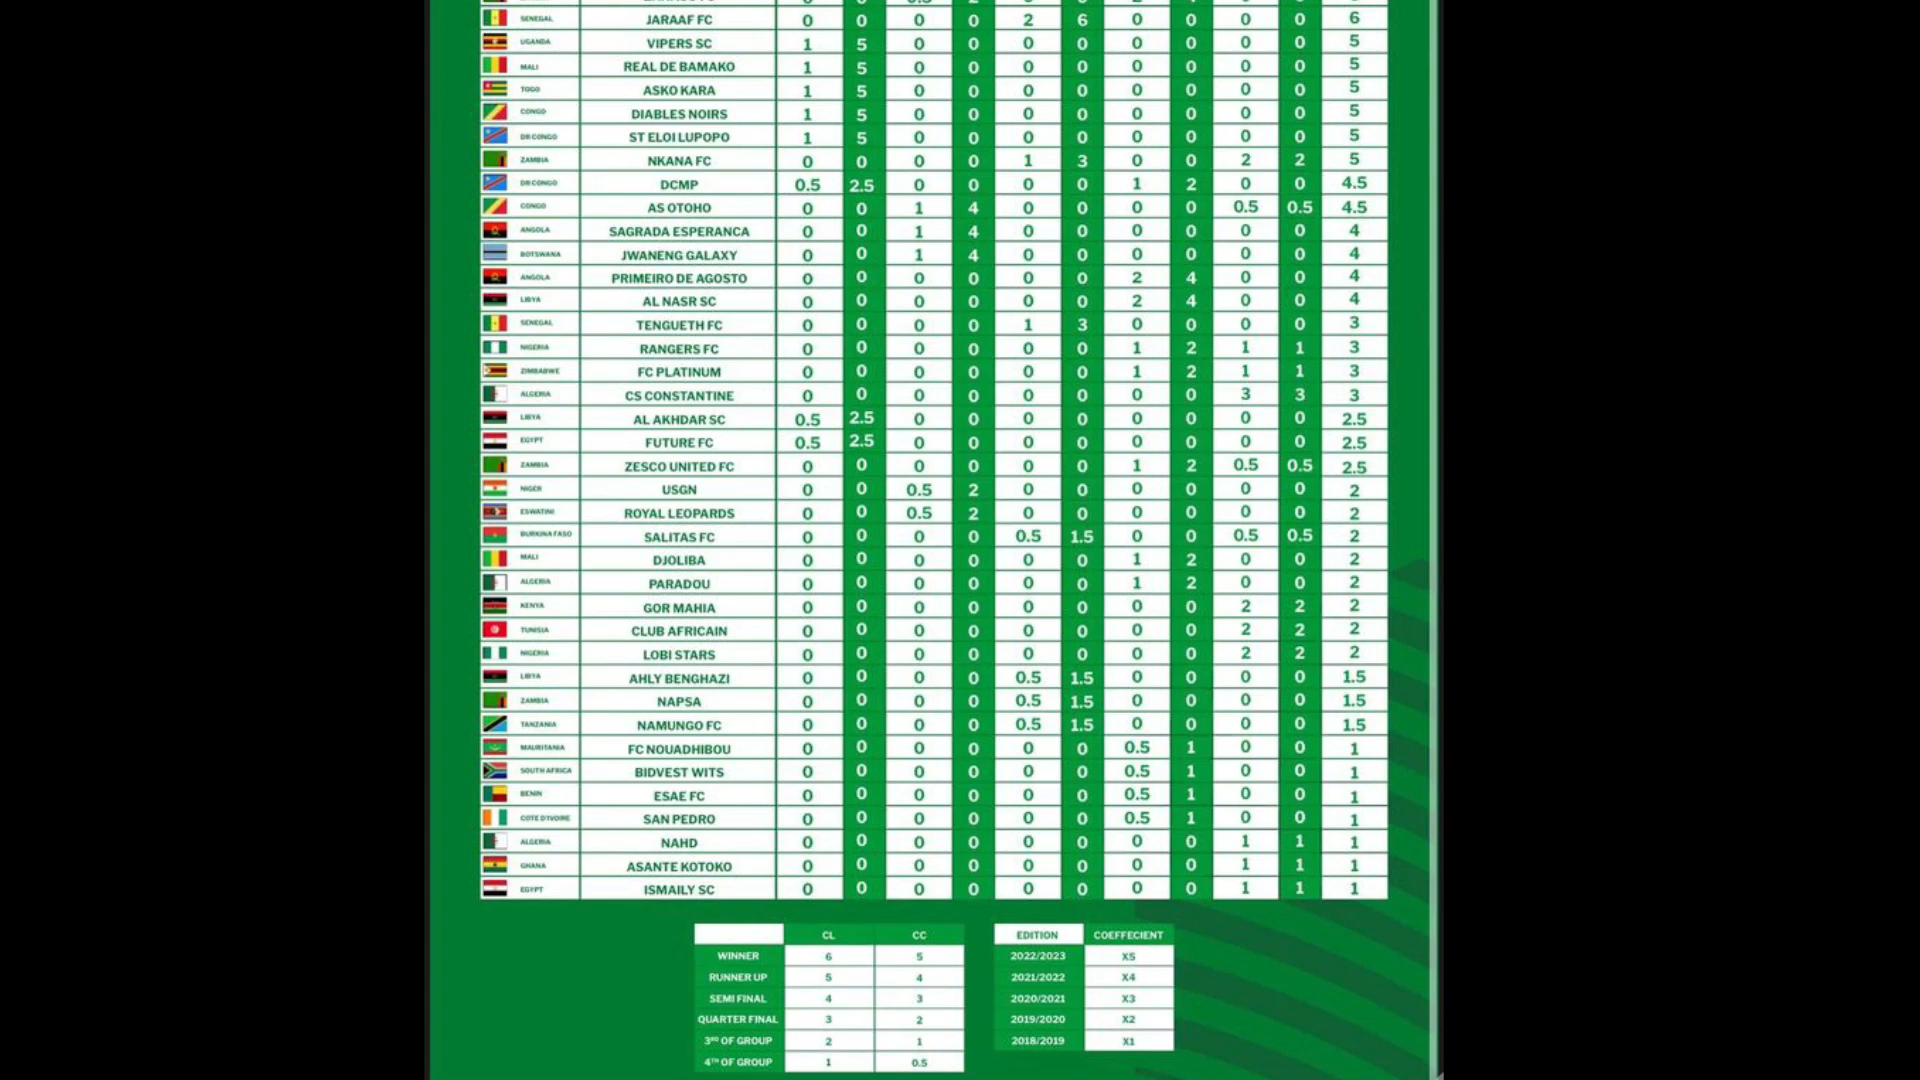 SENEGAL JARAAF FC 0 0 0 0 2 6 0 0 0 0 6
UGANDA VIPERS SC 1 5 0 0 0 0 0 0 0 0 5
MALI REAL DE BAMAKO 1 5 0 0 0 0 0 0 0 0 5
TOGO ASKO KARA 1 5 0 0 0 0 0 0 0 0 5
CONGO DIABLES NOIRS 1 5 0 0 0 0 0 0 0 0 5
DR CONGO ST ELOI LUPOPO 1 5 0 0 0 0 0 0 0 0 5
ZAMBIA NKANA FC 0 0 0 0 1 3 0 0 2 2 5
DR CONGO DCMP 0.5 2.5 0 0 0 0 1 2 0 0 4.5
CONGO AS OTOHO 0 0 1 4 0 0 0 0 0.5 0.5 4.5
ANGOLA SAGRADA ESPERANCA 0 0 1 4 0 0 0 0 0 0 4
BOTSWANA JWANENG GALAXY 0 0 1 4 0 0 0 0 0 0 4
ANGOLA PRIMEIRO DE AGOSTO 0 0 0 0 0 0 2 4 0 0 4
LIBYA AL NASR SC 0 0 0 0 0 0 2 4 0 0 4
SENEGAL TENGUETH FC 0 0 0 0 1 3 0 0 0 0 3
NIGERIA RANGERS FC 0 0 0 0 0 0 1 2 1 1 3
ZIMBABWE FC PLATINUM 0 0 0 0 0 0 1 2 1 1 3
ALGERIA CS CONSTANTINE 0 0 0 0 0 0 0 0 3 3 3
LIBYA AL AKHDAR SC 0.5 2.5 0 0 0 0 0 0 0 0 2.5
EGYPT FUTURE FC 0.5 2.5 0 0 0 0 0 0 0 0 2.5
ZAMBIA ZESCO UNITED FC 0 0 0 0 0 0 1 2 0.5 0.5 2.5
NIGER USGN 0 0 0.5 2 0 0 0 0 0 0 2
ESWATINI ROYAL LEOPARDS 0 0 0.5 2 0 0 0 0 0 0 2
BURKINA FASO SALITAS FC 0 0 0 0 0.5 1.5 0 0 0.5 0.5 2
MALI DJOLIBA 0 0 0 0 0 0 1 2 0 0 2
ALGERIA PARADOU 0 0 0 0 0 0 1 2 0 0 2
KENYA GOR MAHIA 0 0 0 0 0 0 0 0 2 2 2
TUNISIA CLUB AFRICAIN 0 0 0 0 0 0 0 0 2 2 2
NIGERIA LOBI STARS 0 0 0 0 0 0 0 0 2 2 2
LIBYA AHLY BENGHAZI 0 0 0 0 0.5 1.5 0 0 0 0 1.5
ZAMBIA NAPSA 0 0 0 0 0.5 1.5 0 0 0 0 1.5
TANZANIA NAMUNGO FC 0 0 0 0 0.5 1.5 0 0 0 0 1.5
MAURITANIA FC NOUADHIBOU 0 0 0 0 0 0 0.5 1 0 0 1
SOUTH AFRICA BIDVEST WITS 0 0 0 0 0 0 0.5 1 0 0 1
BENIN ESAE FC 0 0 0 0 0 0 0.5 1 0 0 1
COTE D'IVOIRE SAN PEDRO 0 0 0 0 0 0 0.5 1 0 0 1
ALGERIA NAHD 0 0 0 0 0 0 0 0 1 1 1
GHANA ASANTE KOTOKO 0 0 0 0 0 0 0 0 1 1 1
EGYPT ISMAILY SC 0 0 0 0 0 0 0 0 1 1 1
CL CC
WINNER 6 5
RUNNER UP 5 4
SEMI FINAL 4 3
QUARTER FINAL 3 2
3RD OF GROUP 2 1
4TH OF GROUP 1 0.5
EDITION COEFFECIENT
2022/2023 X5
2021/2022 X4
2020/2021 X3
2019/2020 X2
2018/2019 X1